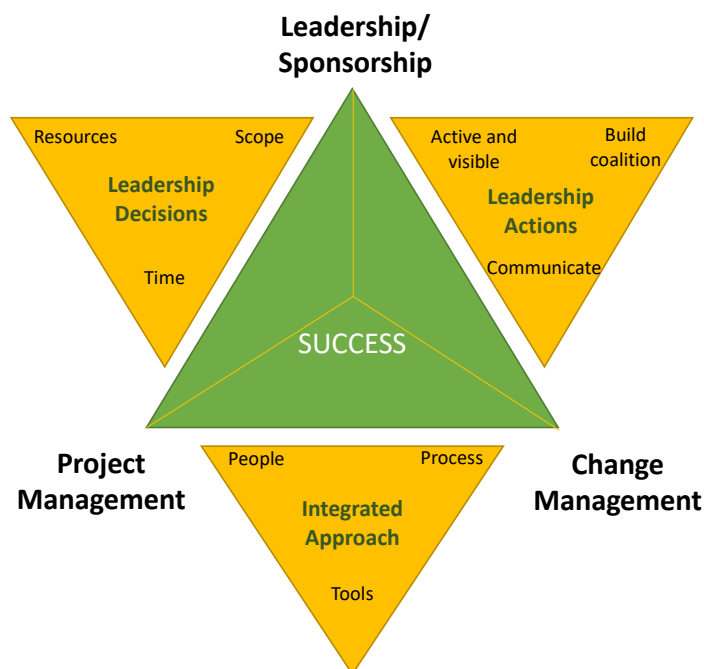 Leadership/
Sponsorship
Resources
Scope
Leadership
Decisions
Time
Active and
visible
Build
coalition
Leadership
Actions
Communicate
SUCCESS
Project
Management
Change
Management
People
Process
Integrated
Approach
Tools